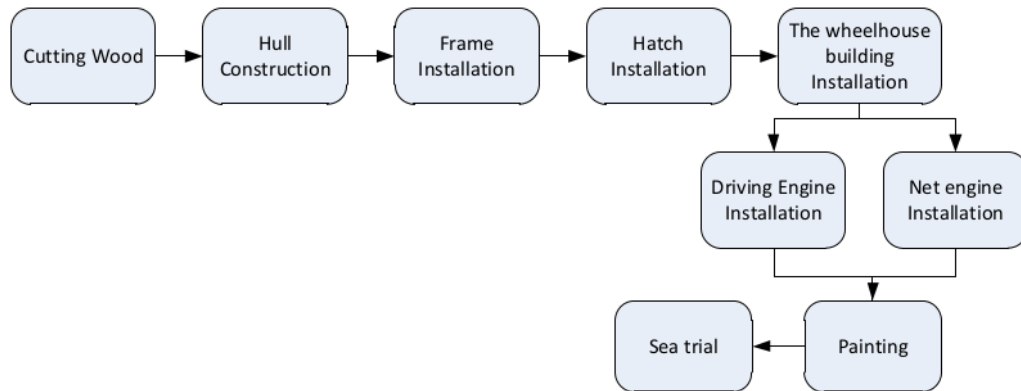 Cutting Wood
Hull
Construction
Frame
Installation
Hatch
Installation
The wheelhouse
building
Installation
Driving Engine
Installation
Net engine
Installation
Sea trial
Painting